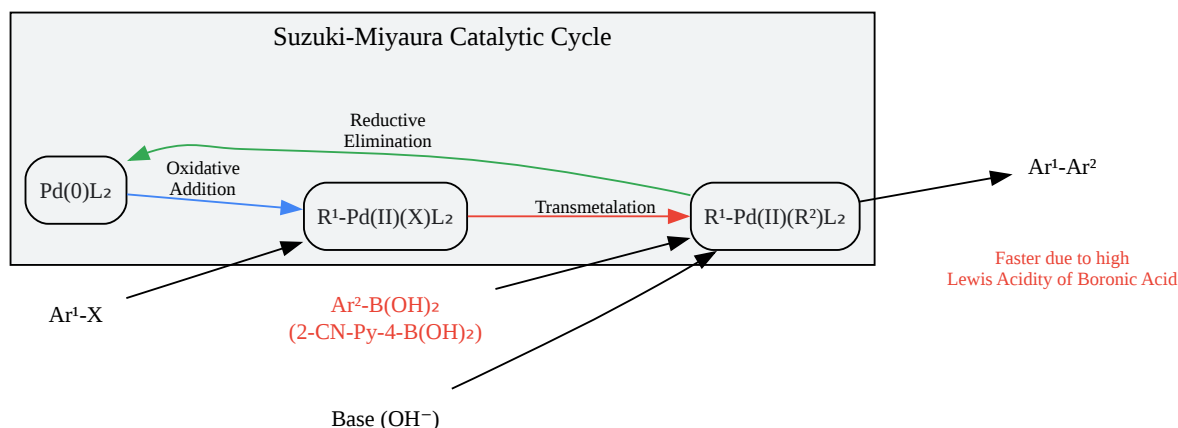 Suzuki-Miyaura Catalytic Cycle
Reductive
Elimination
Oxidative
Addition
Pd(0)L₂
R¹-Pd(II)(X)L₂
Transmetalation
R¹-Pd(II)(R²)L₂
Ar¹-Ar²
Faster due to high
Lewis Acidity of Boronic Acid
Ar¹-X
Ar²-B(OH)₂
(2-CN-Py-4-B(OH)₂)
Base (OH⁻)